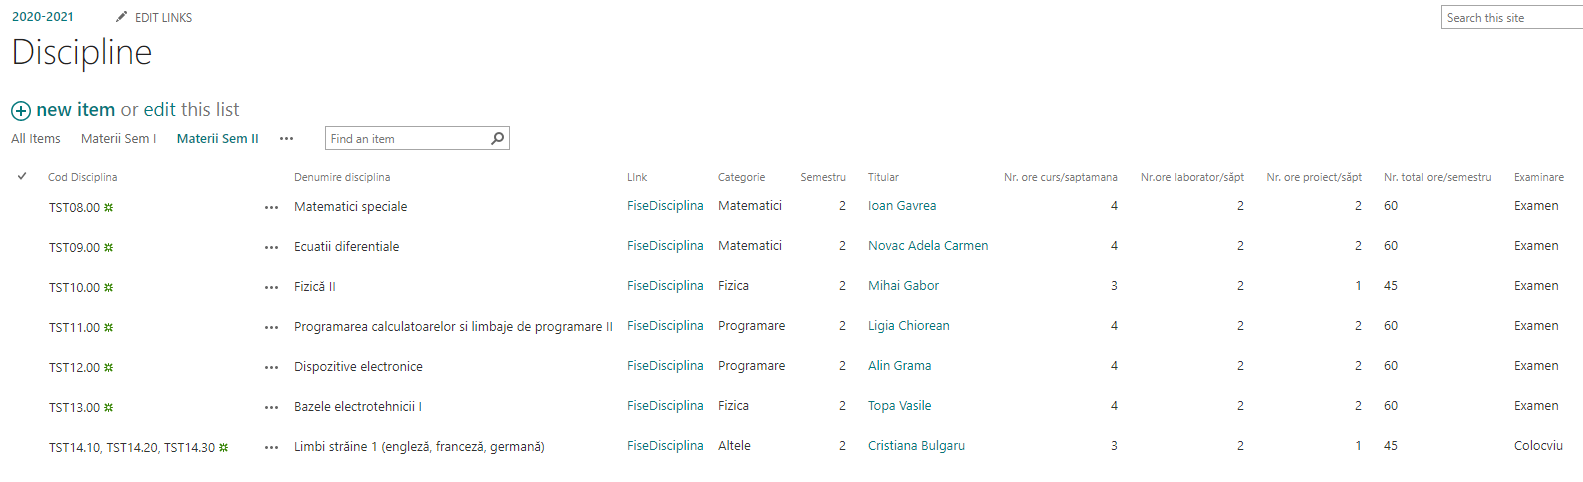 2020-2021 EDIT LINKS Search this site
Discipline
new item or edit this list
All Items Materii Sem I Materii Sem II ••• Find an item
Cod Disciplina Denumire disciplina LInk Categorie Semestru Titular Nr. ore curs/saptamana Nr.ore laborator/săpt Nr. ore proiect/săpt Nr. total ore/semestru Examinare
TST08.00 ••• Matematici speciale FiseDisciplina Matematici 2 Ioan Gavrea 4 2 2 60 Examen
TST09.00 ••• Ecuatii diferentiale FiseDisciplina Matematici 2 Novac Adela Carmen 4 2 2 60 Examen
TST10.00 ••• Fizică II FiseDisciplina Fizica 2 Mihai Gabor 3 2 1 45 Examen
TST11.00 ••• Programarea calculatoarelor si limbaje de programare II FiseDisciplina Programare 2 Ligia Chiorean 4 2 2 60 Examen
TST12.00 ••• Dispozitive electronice FiseDisciplina Programare 2 Alin Grama 4 2 2 60 Examen
TST13.00 ••• Bazele electrotehnicii I FiseDisciplina Fizica 2 Topa Vasile 4 2 2 60 Examen
TST14.10, TST14.20, TST14.30 ••• Limbi străine 1 (engleză, franceză, germană) FiseDisciplina Altele 2 Cristiana Bulgaru 3 2 1 45 Colocviu